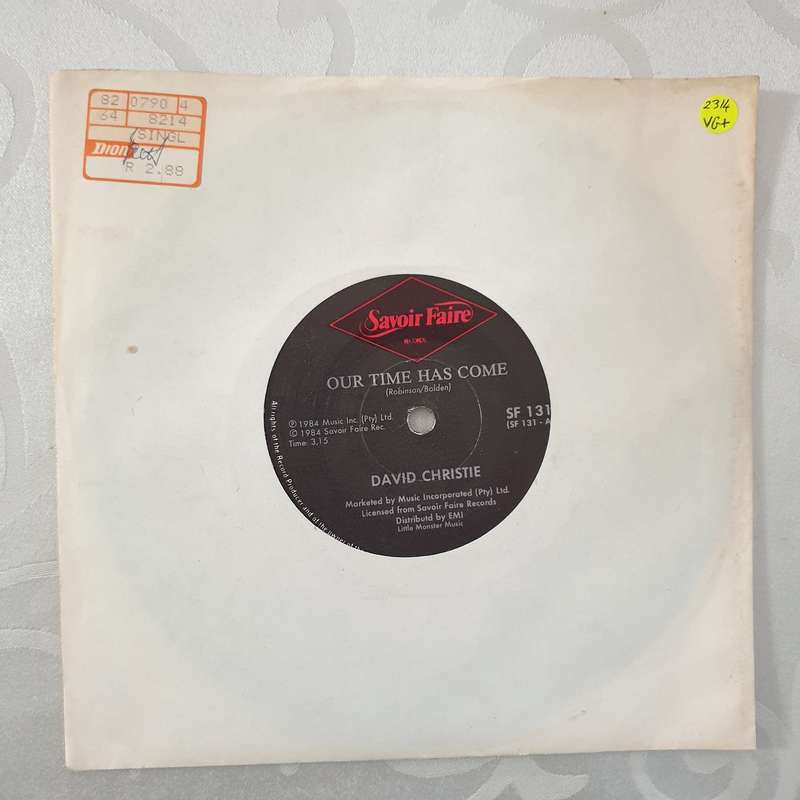 82 0790 4
64 8214
SINGL
Dion
R 2.88
2314
VG+
Savoir Faire
RECORDS
OUR TIME HAS COME
(Robinson/Bolden)
℗ 1984 Music Inc. (Pty) Ltd.
© 1984 Savoir Faire Rec.
Time: 3,15
SF 131
(SF 131 - A
DAVID CHRISTIE
Marketed by Music Incorporated (Pty) Ltd.
Licensed from Savoir Faire Records
Distributd by EMI
Little Monster Music
All rights of the Record Producer and of the